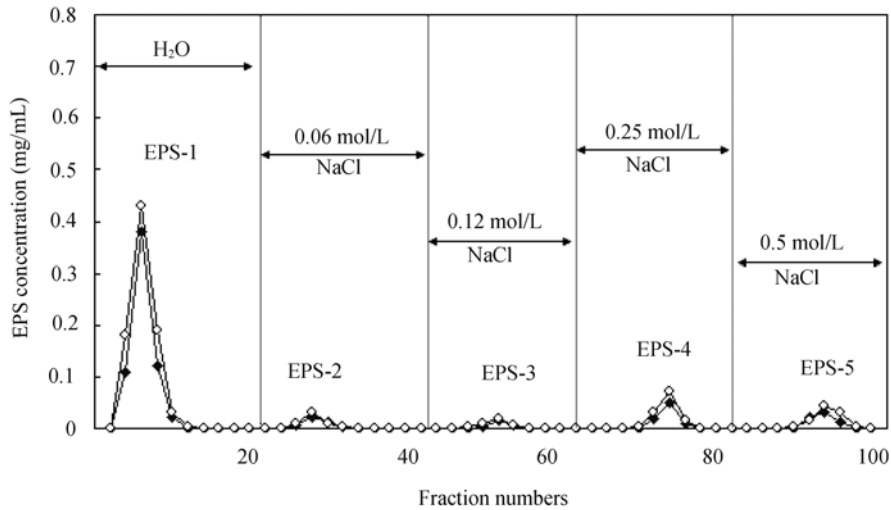 0.8
0.7
0.6
0.5
0.4
0.3
0.2
0.1
0
EPS concentration (mg/mL)
H₂O
EPS-1
0.06 mol/L
NaCl
EPS-2
0.12 mol/L
NaCl
EPS-3
0.25 mol/L
NaCl
EPS-4
0.5 mol/L
NaCl
EPS-5
20 40 60 80 100
Fraction numbers